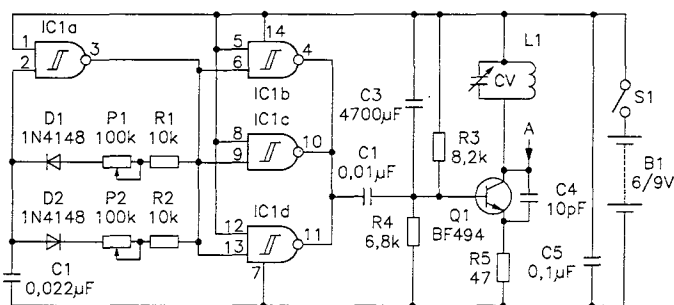 IC1a
1
2
3
5
6
14
4
IC1b
IC1c
8
9
10
IC1d
12
13
11
7
D1
1N4148
P1
100k
R1
10k
D2
1N4148
P2
100k
R2
10k
C1
0,022µF
C1
0,01µF
C3
4700µF
R3
8,2k
R4
6,8k
L1
CV
A
Q1
BF494
C4
10pF
R5
47
C5
0,1µF
S1
B1
6/9V